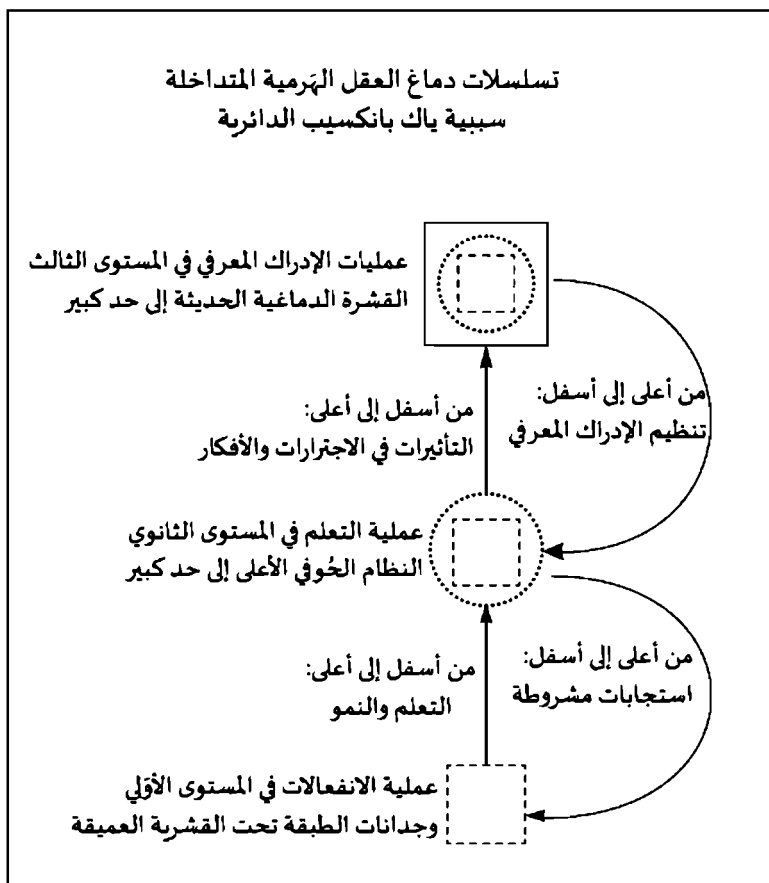 تسلسلات دماغ العقل الهَرمية المتداخلة
سببية ياك بانكسيب الدائرية
عمليات الإدراك المعرفي في المستوى الثالث
القشرة الدماغية الحديثة إلى حد كبير
من أعلى إلى أسفل:
تنظيم الإدراك المعرفي
من أسفل إلى أعلى:
التأثيرات في الاجترارات والأفكار
عملية التعلم في المستوى الثانوي
النظام الحُوفي الأعلى إلى حد كبير
من أعلى إلى أسفل:
استجابات مشروطة
من أسفل إلى أعلى:
التعلم والنمو
عملية الانفعالات في المستوى الأوَلي
وجدانات الطبقة تحت القشرية العميقة